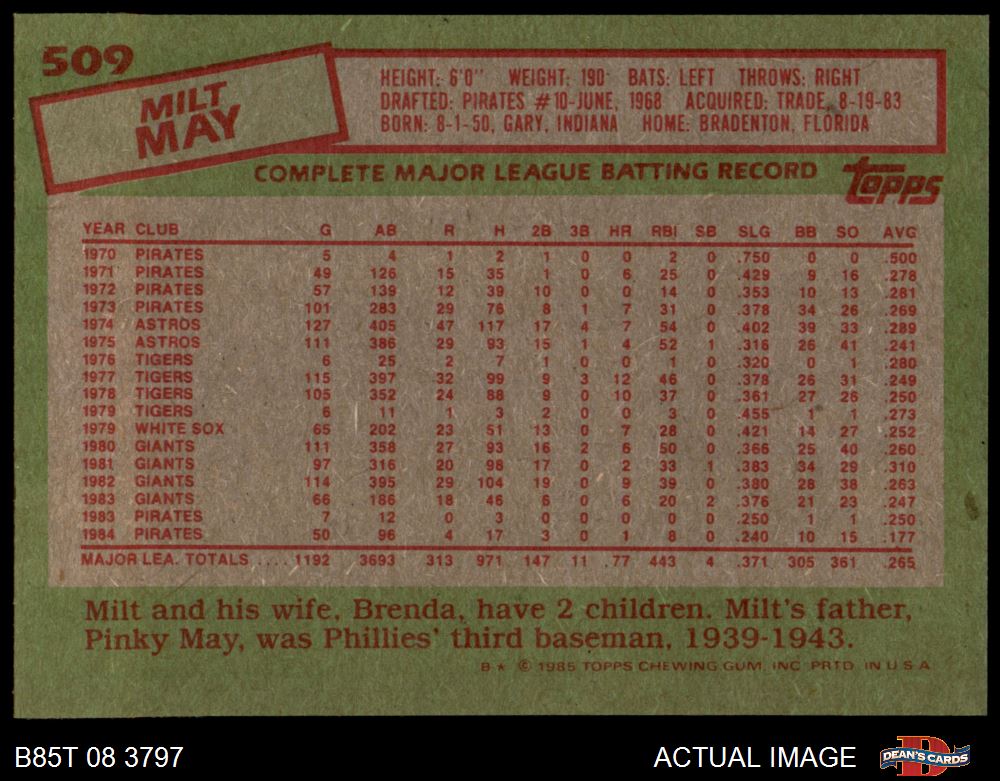 509
MILT
MAY
HEIGHT: 6'0" WEIGHT: 190 BATS: LEFT THROWS: RIGHT
DRAFTED: PIRATES #10-JUNE, 1968 ACQUIRED: TRADE, 8-19-83
BORN: 8-1-50, GARY, INDIANA HOME: BRADENTON, FLORIDA
COMPLETE MAJOR LEAGUE BATTING RECORD
topps
YEAR CLUB G AB R H 2B 3B HR RBI SB SLG BB SO AVG
1970 PIRATES 5 4 1 2 1 0 0 2 0 .750 0 0 .500
1971 PIRATES 49 126 15 35 1 0 6 25 0 .429 9 16 .278
1972 PIRATES 57 139 12 39 10 0 0 14 0 .353 10 13 .281
1973 PIRATES 101 283 29 76 8 1 7 31 0 .378 34 26 .269
1974 ASTROS 127 405 47 117 17 4 7 54 0 .402 39 33 .289
1975 ASTROS 111 386 29 93 15 1 4 52 1 .316 26 41 .241
1976 TIGERS 6 25 2 7 1 0 0 1 0 .320 0 1 .280
1977 TIGERS 115 397 32 99 9 3 12 46 0 .378 26 31 .249
1978 TIGERS 105 352 24 88 9 0 10 37 0 .361 27 26 .250
1979 TIGERS 6 11 1 3 2 0 0 3 0 .455 1 1 .273
1979 WHITE SOX 65 202 23 51 13 0 7 28 0 .421 14 27 .252
1980 GIANTS 111 358 27 93 16 2 6 50 0 .366 25 40 .260
1981 GIANTS 97 316 20 98 17 0 2 33 1 .383 34 29 .310
1982 GIANTS 114 395 29 104 19 0 9 39 0 .380 28 38 .263
1983 GIANTS 66 186 18 46 6 0 6 20 2 .376 21 23 .247
1983 PIRATES 7 12 0 3 0 0 0 0 0 .250 1 1 .250
1984 PIRATES 50 96 4 17 3 0 1 8 0 .240 10 15 .177
MAJOR LEA. TOTALS .... 1192 3693 313 971 147 11 77 443 4 .371 305 361 .265
Milt and his wife, Brenda, have 2 children. Milt's father,
Pinky May, was Phillies' third baseman, 1939-1943.
B* © 1985 TOPPS CHEWING GUM, INC. PRTD. IN U.S.A.
B85T 08 3797 ACTUAL IMAGE DEAN'S CARDS